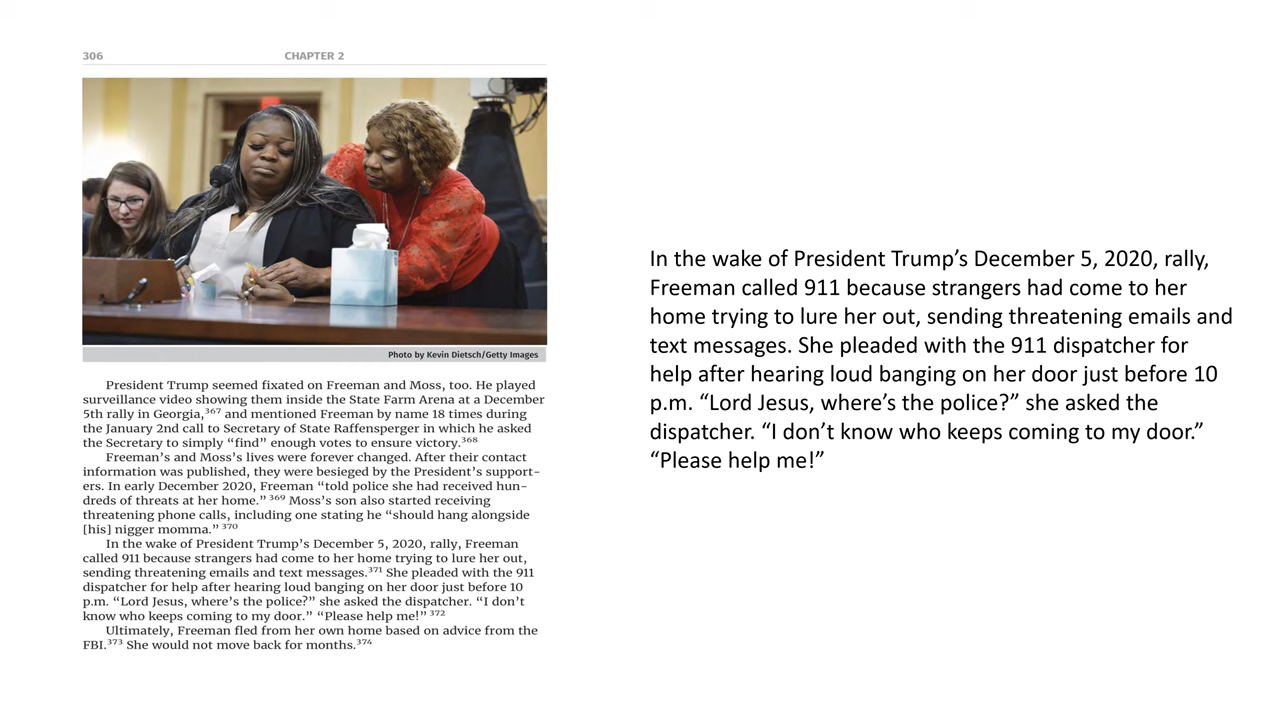 306
CHAPTER 2
Photo by Kevin Dietsch/Getty Images
President Trump seemed fixated on Freeman and Moss, too. He played
surveillance video showing them inside the State Farm Arena at a December
5th rally in Georgia,367 and mentioned Freeman by name 18 times during
the January 2nd call to Secretary of State Raffensperger in which he asked
the Secretary to simply “find” enough votes to ensure victory.368
Freeman’s and Moss’s lives were forever changed. After their contact
information was published, they were besieged by the President’s support-
ers. In early December 2020, Freeman “told police she had received hun-
dreds of threats at her home.” 369 Moss’s son also started receiving
threatening phone calls, including one stating he “should hang alongside
[his] nigger momma.” 370
In the wake of President Trump’s December 5, 2020, rally, Freeman
called 911 because strangers had come to her home trying to lure her out,
sending threatening emails and text messages.371 She pleaded with the 911
dispatcher for help after hearing loud banging on her door just before 10
p.m. “Lord Jesus, where’s the police?” she asked the dispatcher. “I don’t
know who keeps coming to my door.” “Please help me!” 372
Ultimately, Freeman fled from her own home based on advice from the
FBI.373 She would not move back for months.374
In the wake of President Trump’s December 5, 2020, rally,
Freeman called 911 because strangers had come to her
home trying to lure her out, sending threatening emails and
text messages. She pleaded with the 911 dispatcher for
help after hearing loud banging on her door just before 10
p.m. “Lord Jesus, where’s the police?” she asked the
dispatcher. “I don’t know who keeps coming to my door.”
“Please help me!”